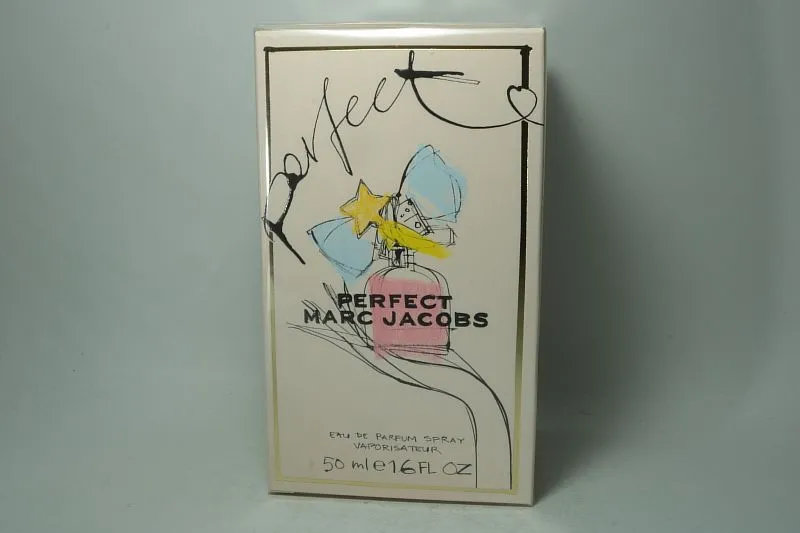 perfect
PERFECT
MARC JACOBS
EAU DE PARFUM SPRAY
VAPORISATEUR
50 ml e 1.6 FL OZ